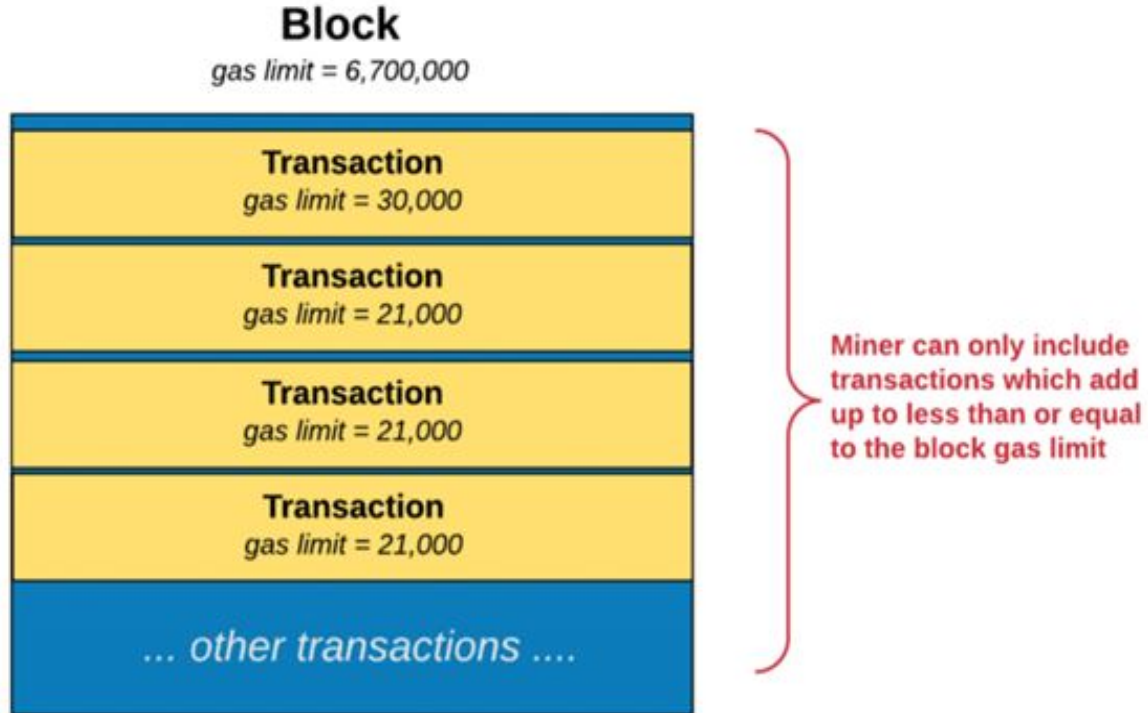 Block
gas limit = 6,700,000
Transaction
gas limit = 30,000
Transaction
gas limit = 21,000
Transaction
gas limit = 21,000
Transaction
gas limit = 21,000
... other transactions ....
Miner can only include
transactions which add
up to less than or equal
to the block gas limit